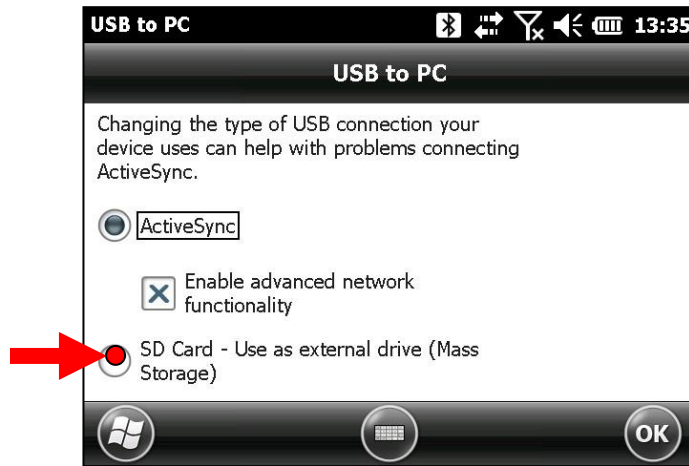 USB to PC 13:35
USB to PC
Changing the type of USB connection your
device uses can help with problems connecting
ActiveSync.
ActiveSync
Enable advanced network
functionality
SD Card - Use as external drive (Mass
Storage)
OK